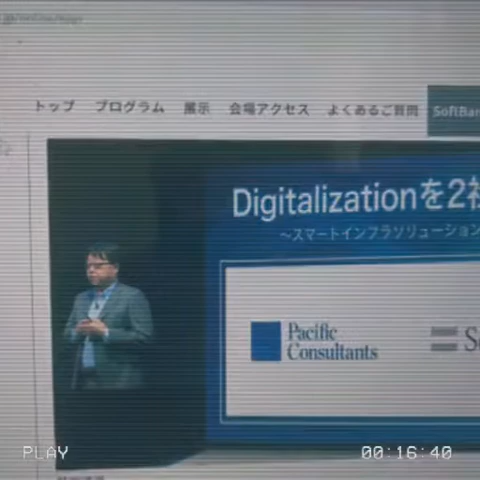 トップ プログラム 展示 会場アクセス よくあるご質問 SoftBan
Digitalizationを2社
～スマートインフラソリューション
Pacific
Consultants
PLAY 00:16:40